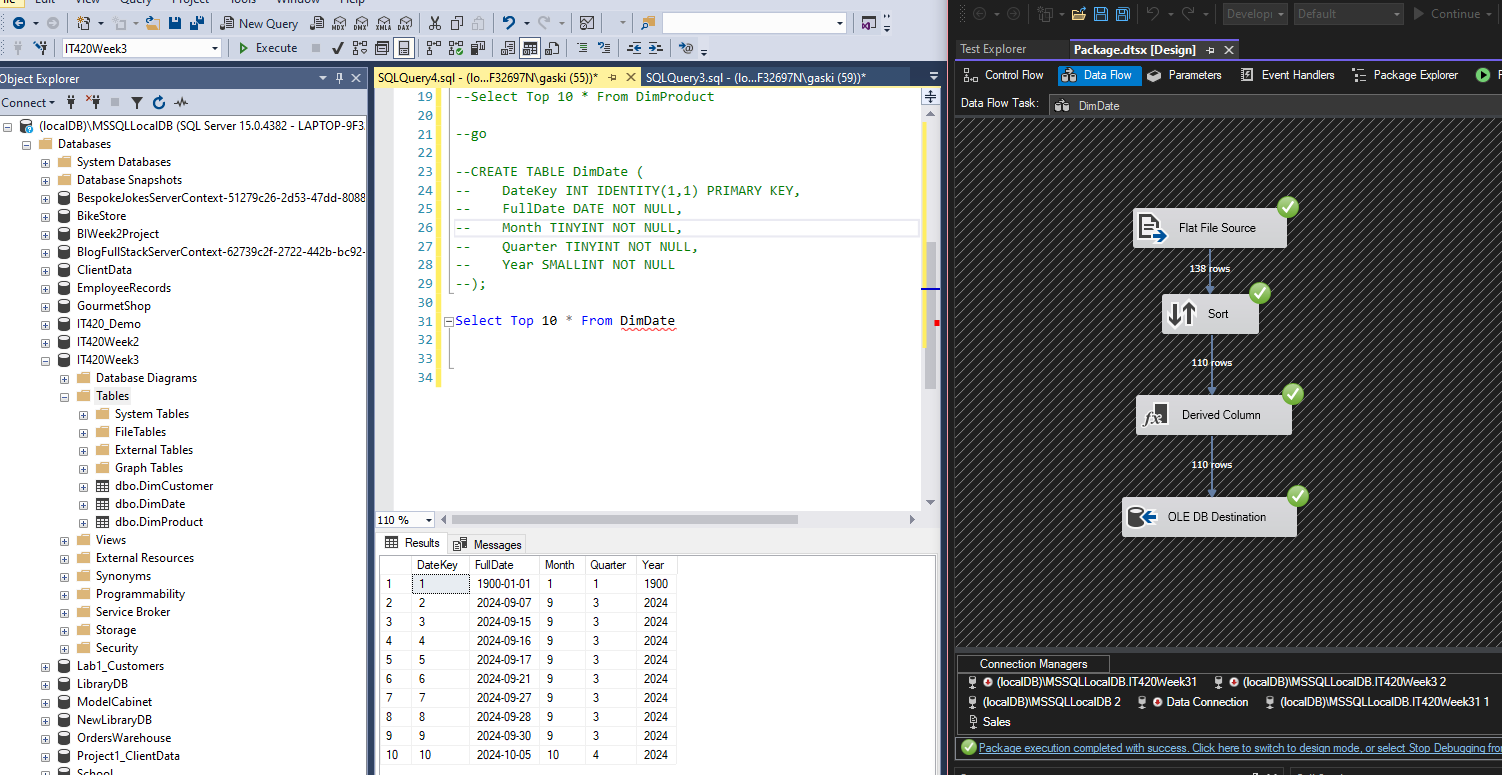 Edit View Query Project Tools Window Help
New Query
MDX DMX XMLA DAX
IT420Week3
Execute
Object Explorer
Connect
(localDB)\MSSQLLocalDB (SQL Server 15.0.4382 - LAPTOP-9F3
Databases
System Databases
Database Snapshots
BespokeJokesServerContext-51279c26-2d53-47dd-8088
BikeStore
BIWeek2Project
BlogFullStackServerContext-62739c2f-2722-442b-bc92-
ClientData
EmployeeRecords
GourmetShop
IT420_Demo
IT420Week2
IT420Week3
Database Diagrams
Tables
System Tables
FileTables
External Tables
Graph Tables
dbo.DimCustomer
dbo.DimDate
dbo.DimProduct
Views
External Resources
Synonyms
Programmability
Service Broker
Storage
Security
Lab1_Customers
LibraryDB
ModelCabinet
NewLibraryDB
OrdersWarehouse
Project1_ClientData
School
SQLQuery4.sql - (lo...F32697N\gaski (55))* SQLQuery3.sql - (lo...F32697N\gaski (59))*
19 --Select Top 10 * From DimProduct
20
21 --go
22
23 --CREATE TABLE DimDate (
24 --    DateKey INT IDENTITY(1,1) PRIMARY KEY,
25 --    FullDate DATE NOT NULL,
26 --    Month TINYINT NOT NULL,
27 --    Quarter TINYINT NOT NULL,
28 --    Year SMALLINT NOT NULL
29 --);
30
31 Select Top 10 * From DimDate
32
33
34
110 %
Results Messages
DateKey FullDate Month Quarter Year
1 1 1900-01-01 1 1 1900
2 2 2024-09-07 9 3 2024
3 3 2024-09-15 9 3 2024
4 4 2024-09-16 9 3 2024
5 5 2024-09-17 9 3 2024
6 6 2024-09-21 9 3 2024
7 7 2024-09-27 9 3 2024
8 8 2024-09-28 9 3 2024
9 9 2024-09-30 9 3 2024
10 10 2024-10-05 10 4 2024
Develop Default Continue
Test Explorer Package.dtsx [Design]
Control Flow Data Flow Parameters Event Handlers Package Explorer
Data Flow Task: DimDate
Flat File Source
138 rows
Sort
110 rows
Derived Column
110 rows
OLE DB Destination
Connection Managers
(localDB)\MSSQLLocalDB.IT420Week31 (localDB)\MSSQLLocalDB.IT420Week3 2
(localDB)\MSSQLLocalDB 2 Data Connection (localDB)\MSSQLLocalDB.IT420Week31 1
Sales
Package execution completed with success. Click here to switch to design mode, or select Stop Debugging from